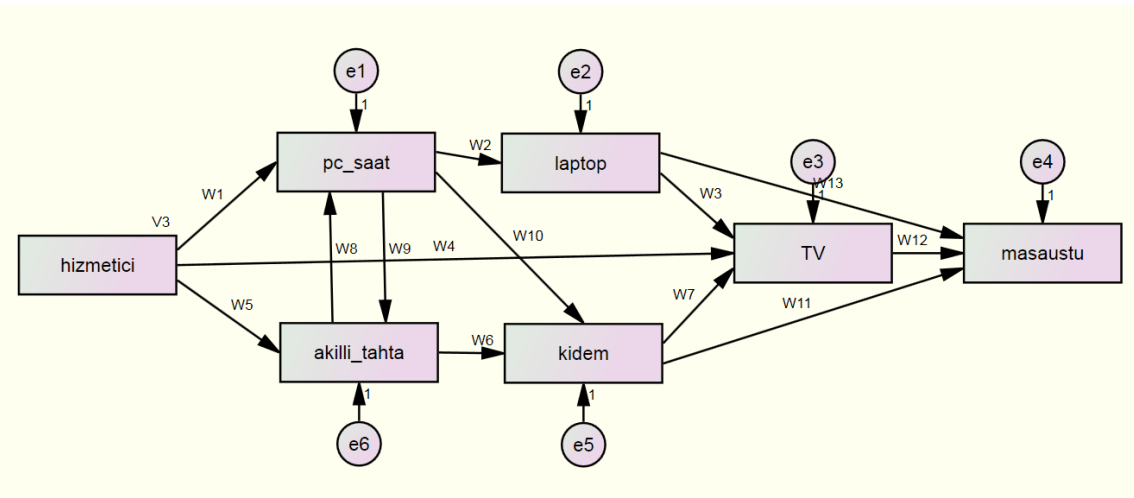 e1
1
e2
1
pc_saat
W2
laptop
e3
1
e4
1
W1
V3
W3
W13
hizmetici
W8
W9
W4
W10
TV
W12
masaustu
W5
W7
W11
akilli_tahta
W6
kidem
1
e6
1
e5